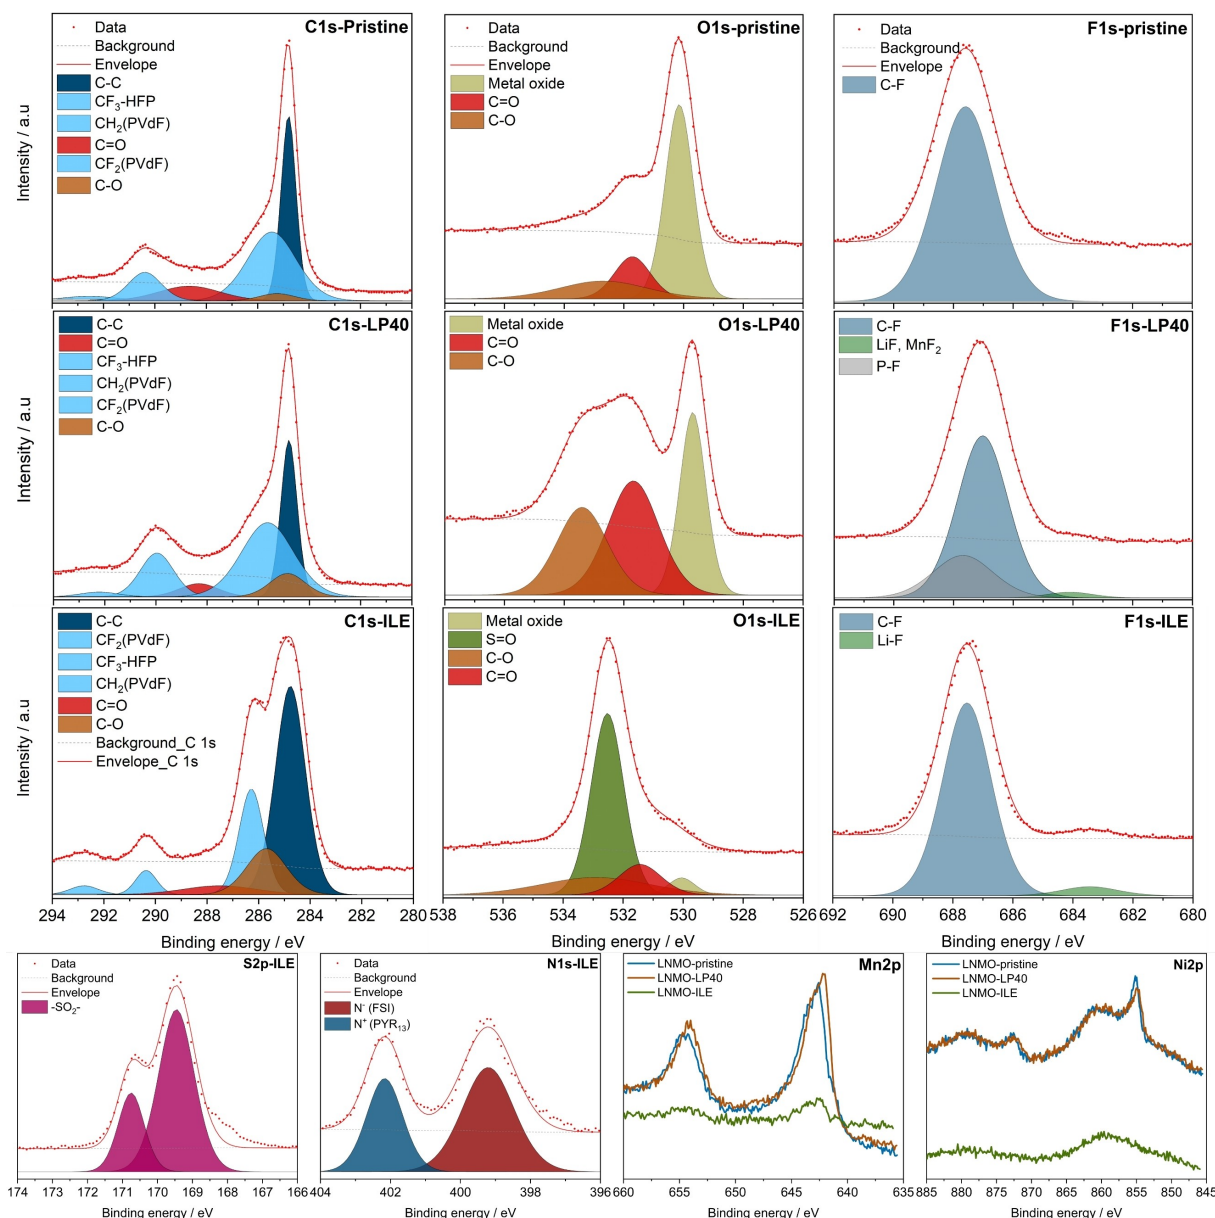 C1s-Pristine
Data
Background
Envelope
C-C
CF3-HFP
CH2(PVdF)
C=O
CF2(PVdF)
C-O
Intensity / a.u
O1s-pristine
Data
Background
Envelope
Metal oxide
C=O
C-O
F1s-pristine
Data
Background
Envelope
C-F
C1s-LP40
C-C
C=O
CF3-HFP
CH2(PVdF)
CF2(PVdF)
C-O
Intensity / a.u
O1s-LP40
Metal oxide
C=O
C-O
F1s-LP40
C-F
LiF, MnF2
P-F
C1s-ILE
C-C
CF2(PVdF)
CF3-HFP
CH2(PVdF)
C=O
C-O
Background_C 1s
Envelope_C 1s
Intensity / a.u
294 292 290 288 286 284 282 280
Binding energy / eV
O1s-ILE
Metal oxide
S=O
C-O
C=O
538 536 534 532 530 528 526
Binding energy / eV
F1s-ILE
C-F
Li-F
692 690 688 686 684 682 680
Binding energy / eV
S2p-ILE
Data
Background
Envelope
-SO2-
174 173 172 171 170 169 168 167 166
Binding energy / eV
N1s-ILE
Data
Background
Envelope
N- (FSI)
N+ (PYR13)
404 402 400 398 396
Binding energy / eV
Mn2p
LNMO-pristine
LNMO-LP40
LNMO-ILE
660 655 650 645 640 635
Binding energy / eV
Ni2p
LNMO-pristine
LNMO-LP40
LNMO-ILE
885 880 875 870 865 860 855 850 845
Binding energy / eV